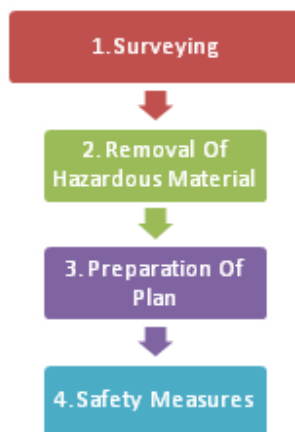 1.Surveying
2. Removal Of
Hazardous Material
3. Preparation Of
Plan
4.Safety Measures